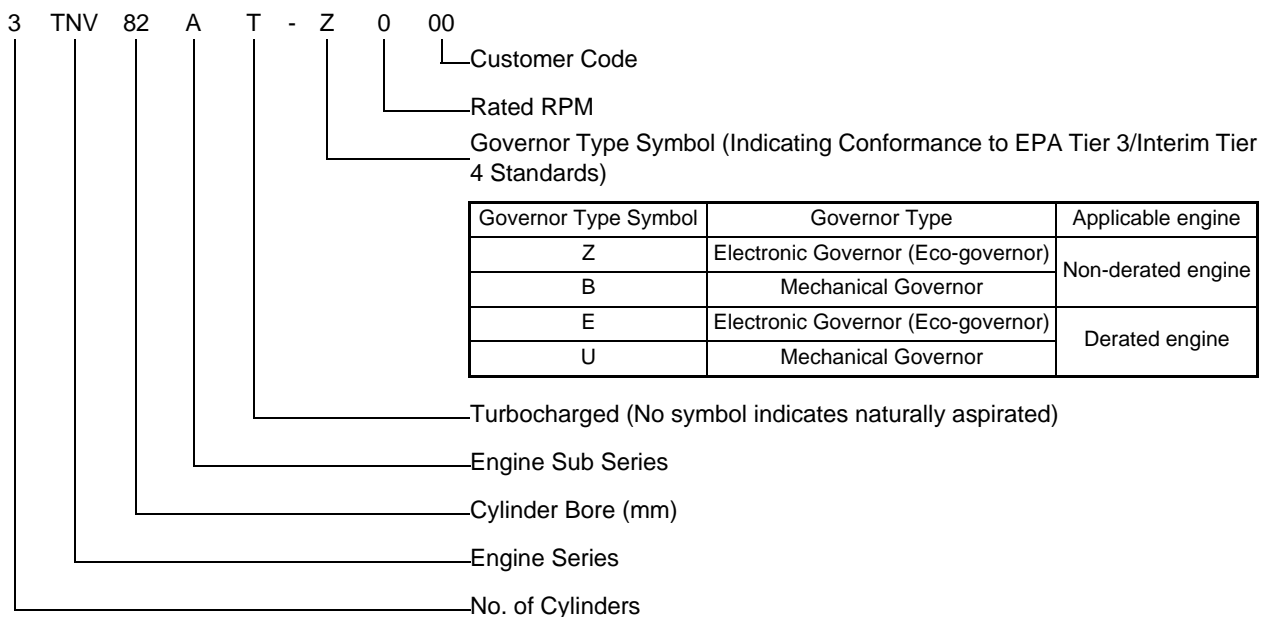 3 TNV 82 A T - Z 0 00
Customer Code
Rated RPM
Governor Type Symbol (Indicating Conformance to EPA Tier 3/Interim Tier
4 Standards)
Governor Type Symbol Governor Type Applicable engine
Z Electronic Governor (Eco-governor) Non-derated engine
B Mechanical Governor
E Electronic Governor (Eco-governor) Derated engine
U Mechanical Governor
Turbocharged (No symbol indicates naturally aspirated)
Engine Sub Series
Cylinder Bore (mm)
Engine Series
No. of Cylinders